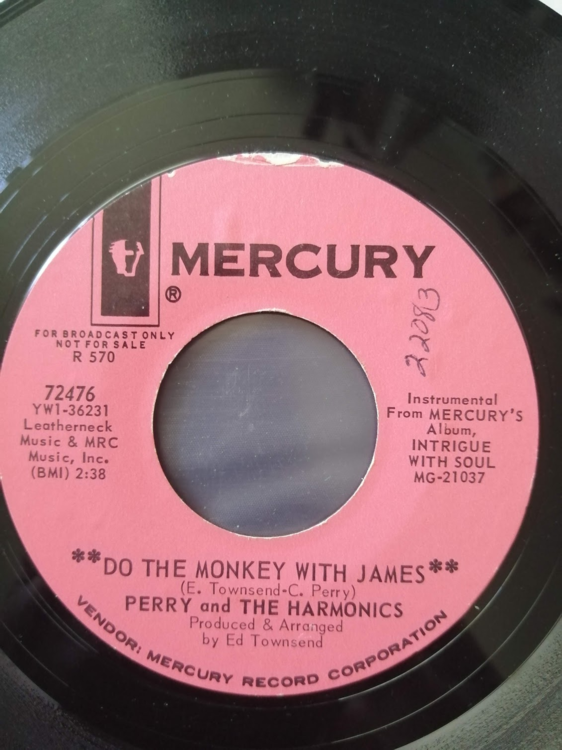 MERCURY
®
FOR BROADCAST ONLY
NOT FOR SALE
R 570
72476
YW1-36231
Leatherneck
Music & MRC
Music, Inc.
(BMI) 2:38
22083
Instrumental
From MERCURY'S
Album,
INTRIGUE
WITH SOUL
MG-21037
**DO THE MONKEY WITH JAMES**
(E. Townsend-C. Perry)
PERRY and THE HARMONICS
Produced & Arranged
by Ed Townsend
VENDOR: MERCURY RECORD CORPORATION